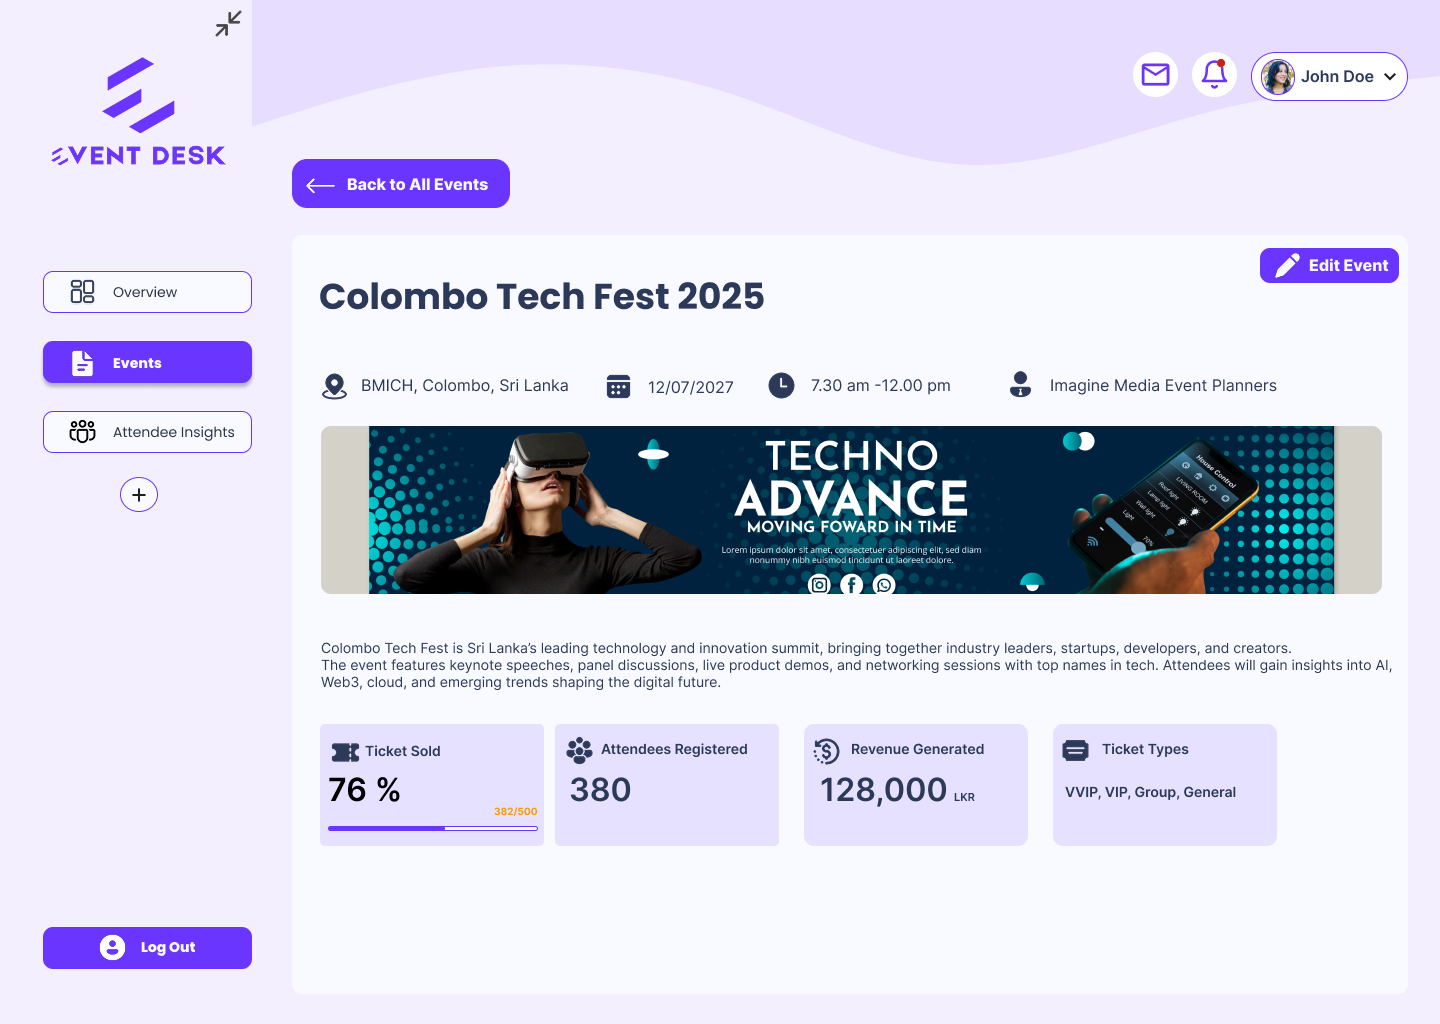 EVENT DESK
John Doe
Back to All Events
Edit Event
Overview
Events
Attendee Insights
Log Out
Colombo Tech Fest 2025
BMICH, Colombo, Sri Lanka
12/07/2027
7.30 am -12.00 pm
Imagine Media Event Planners
TECHNO
ADVANCE
MOVING FOWARD IN TIME
Lorem ipsum dolor sit amet, consectetuer adipiscing elit, sed diam
nonummy nibh euismod tincidunt ut laoreet dolore.
House Control
LIVING ROOM
Roof light
Lamp light
Wall light
Light
70%
Colombo Tech Fest is Sri Lanka’s leading technology and innovation summit, bringing together industry leaders, startups, developers, and creators.
The event features keynote speeches, panel discussions, live product demos, and networking sessions with top names in tech. Attendees will gain insights into AI,
Web3, cloud, and emerging trends shaping the digital future.
Ticket Sold
76 %
382/500
Attendees Registered
380
Revenue Generated
128,000 LKR
Ticket Types
VVIP, VIP, Group, General